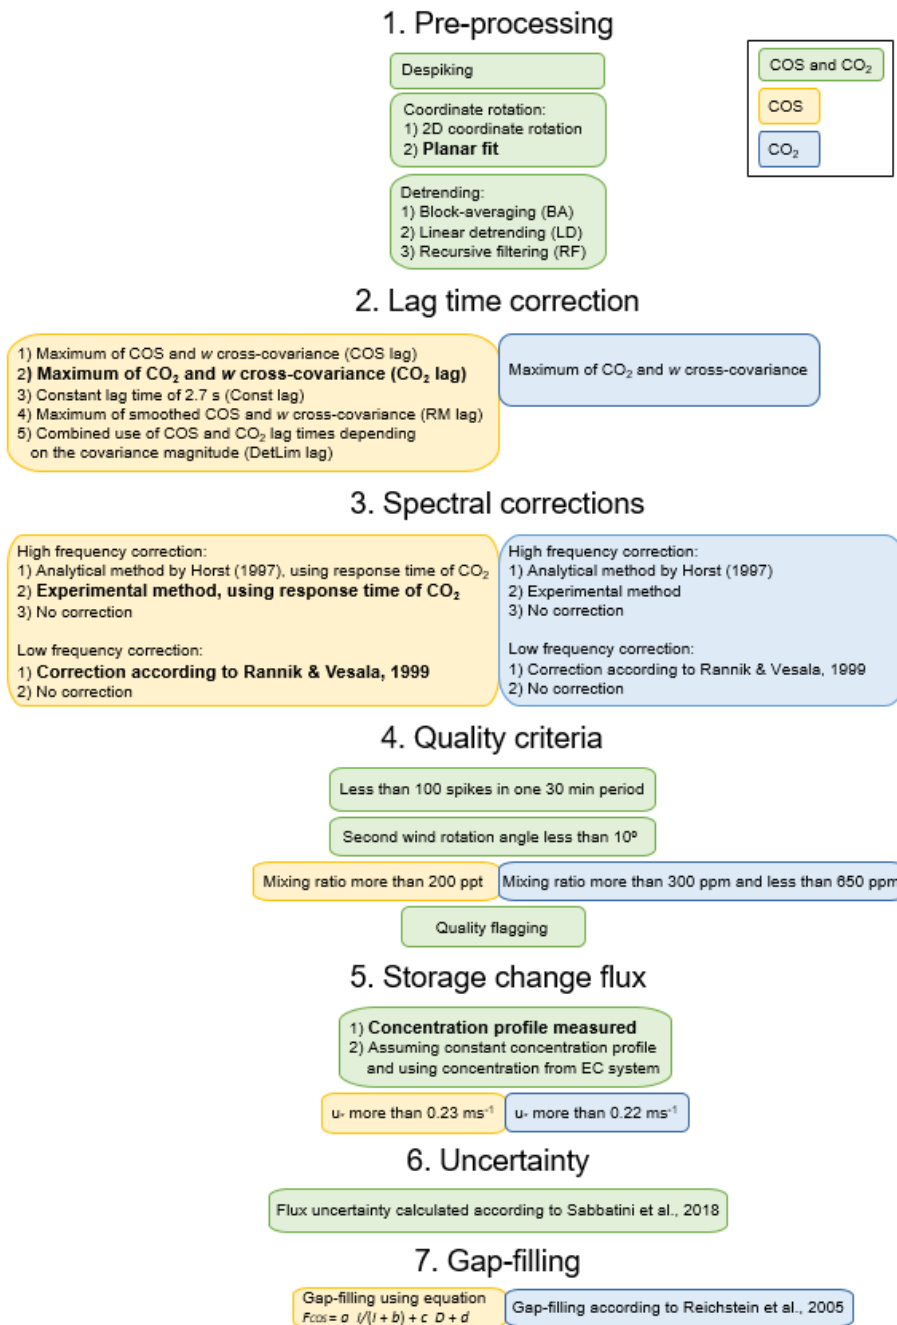 1. Pre-processing
COS and CO₂
COS
CO₂
Despiking
Coordinate rotation:
1) 2D coordinate rotation
2) Planar fit
Detrending:
1) Block-averaging (BA)
2) Linear detrending (LD)
3) Recursive filtering (RF)
2. Lag time correction
1) Maximum of COS and w cross-covariance (COS lag)
2) Maximum of CO₂ and w cross-covariance (CO₂ lag)
3) Constant lag time of 2.7 s (Const lag)
4) Maximum of smoothed COS and w cross-covariance (RM lag)
5) Combined use of COS and CO₂ lag times depending
on the covariance magnitude (DetLim lag)
Maximum of CO₂ and w cross-covariance
3. Spectral corrections
High frequency correction:
1) Analytical method by Horst (1997), using response time of CO₂
2) Experimental method, using response time of CO₂
3) No correction
Low frequency correction:
1) Correction according to Rannik & Vesala, 1999
2) No correction
High frequency correction:
1) Analytical method by Horst (1997)
2) Experimental method
3) No correction
Low frequency correction:
1) Correction according to Rannik & Vesala, 1999
2) No correction
4. Quality criteria
Less than 100 spikes in one 30 min period
Second wind rotation angle less than 10º
Mixing ratio more than 200 ppt
Mixing ratio more than 300 ppm and less than 650 ppm
Quality flagging
5. Storage change flux
1) Concentration profile measured
2) Assuming constant concentration profile
and using concentration from EC system
u* more than 0.23 ms⁻¹
u* more than 0.22 ms⁻¹
6. Uncertainty
Flux uncertainty calculated according to Sabbatini et al., 2018
7. Gap-filling
Gap-filling using equation
Fcos = a I/(I + b) + c D + d
Gap-filling according to Reichstein et al., 2005